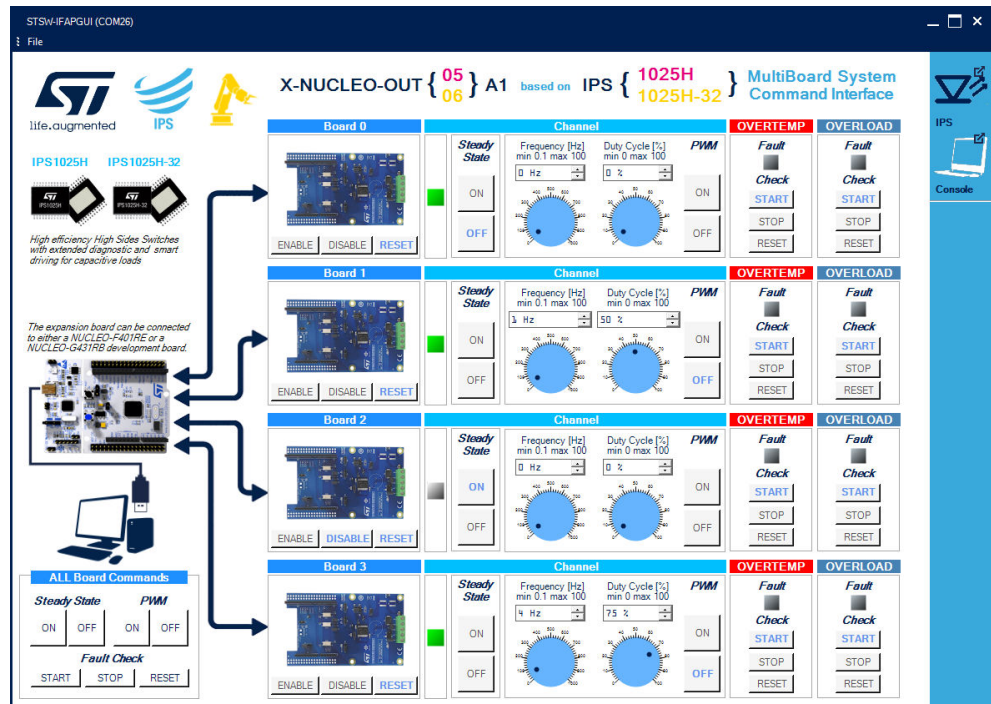 STSW-IFAPGUI (COM26)
File
life.augmented
IPS
X-NUCLEO-OUT { 05 06 } A1 based on IPS { 1025H 1025H-32 } MultiBoard System Command Interface
IPS
Console
IPS1025H IPS1025H-32
IPS1025H
IPS1025H-32
High efficiency High Sides Switches
with extended diagnostic and smart
driving for capacitive loads
The expansion board can be connected
to either a NUCLEO-F401RE or a
NUCLEO-G431RB development board.
ALL Board Commands
Steady State PWM
ON OFF ON OFF
Fault Check
START STOP RESET
Board 0 Channel OVERTEMP OVERLOAD
Steady State
Frequency [Hz] Duty Cycle [%] PWM Fault Fault
min 0.1 max 100 min 0 max 100
0 Hz 0 %
Check Check
ON ON START START
OFF OFF STOP STOP
ENABLE DISABLE RESET RESET RESET
Board 1 Channel OVERTEMP OVERLOAD
Steady State
Frequency [Hz] Duty Cycle [%] PWM Fault Fault
min 0.1 max 100 min 0 max 100
1 Hz 50 %
Check Check
ON ON START START
OFF OFF STOP STOP
ENABLE DISABLE RESET RESET RESET
Board 2 Channel OVERTEMP OVERLOAD
Steady State
Frequency [Hz] Duty Cycle [%] PWM Fault Fault
min 0.1 max 100 min 0 max 100
0 Hz 0 %
Check Check
ON ON START START
OFF OFF STOP STOP
ENABLE DISABLE RESET RESET RESET
Board 3 Channel OVERTEMP OVERLOAD
Steady State
Frequency [Hz] Duty Cycle [%] PWM Fault Fault
min 0.1 max 100 min 0 max 100
4 Hz 75 %
Check Check
ON ON START START
OFF OFF STOP STOP
ENABLE DISABLE RESET RESET RESET